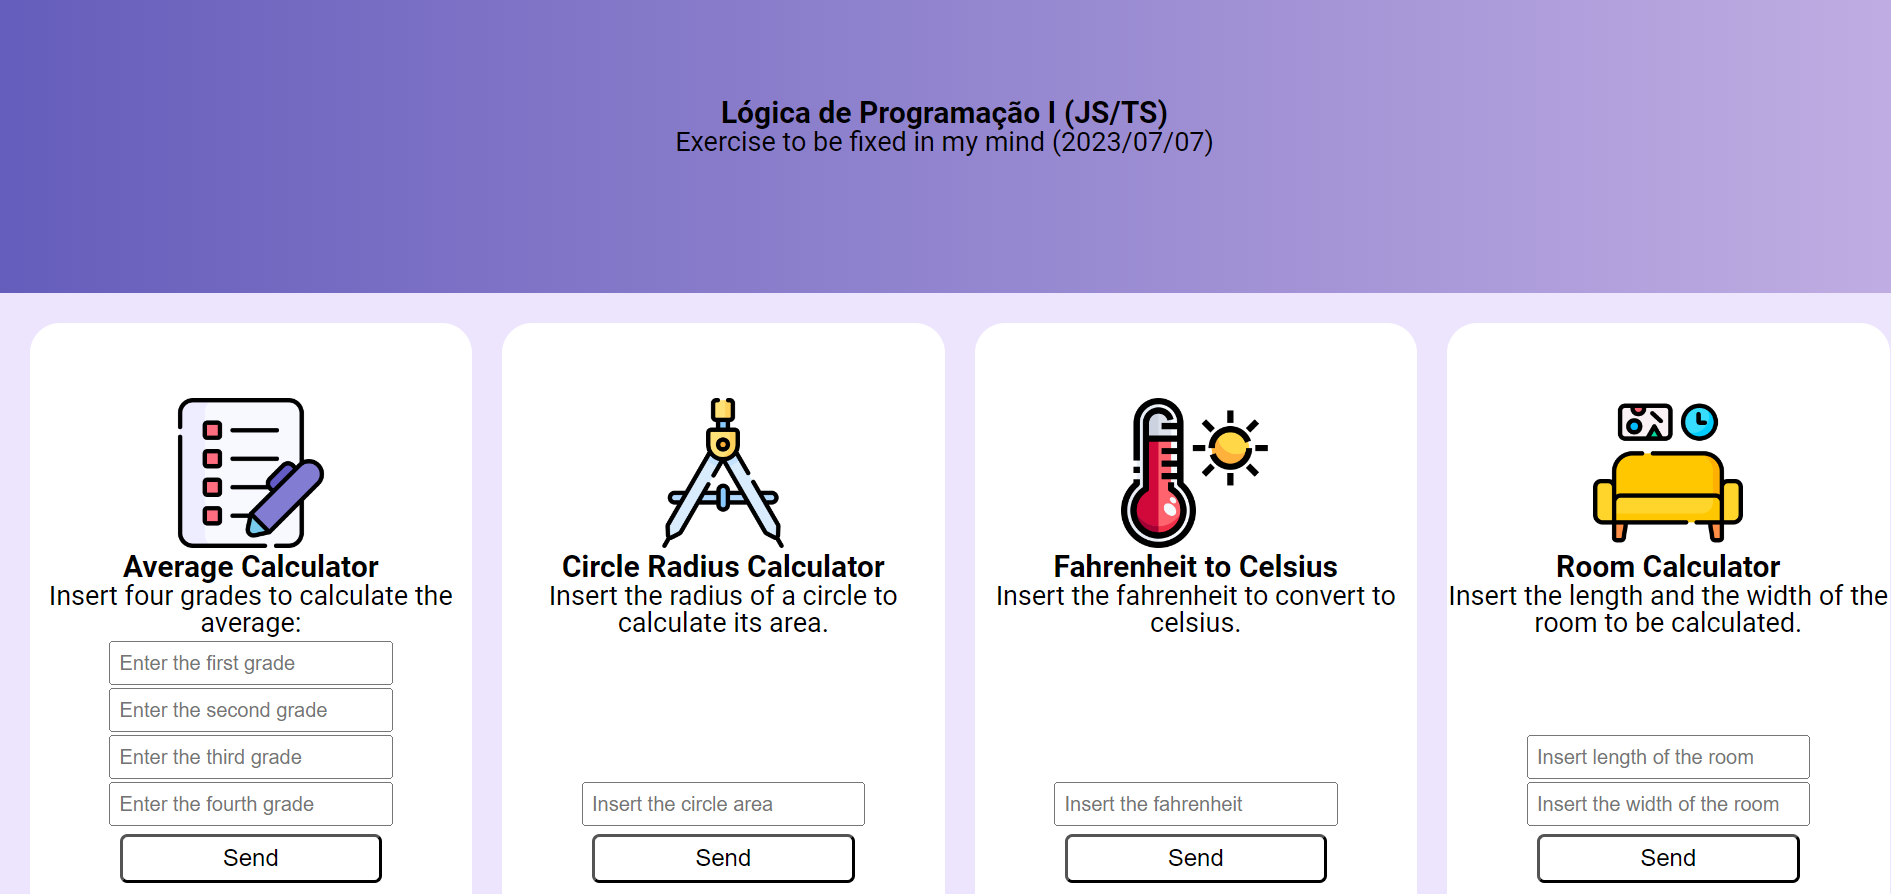 Lógica de Programação I (JS/TS)
Exercise to be fixed in my mind (2023/07/07)
Average Calculator
Insert four grades to calculate the
average:
Enter the first grade
Enter the second grade
Enter the third grade
Enter the fourth grade
Send
Circle Radius Calculator
Insert the radius of a circle to
calculate its area.
Insert the circle area
Send
Fahrenheit to Celsius
Insert the fahrenheit to convert to
celsius.
Insert the fahrenheit
Send
Room Calculator
Insert the length and the width of the
room to be calculated.
Insert length of the room
Insert the width of the room
Send